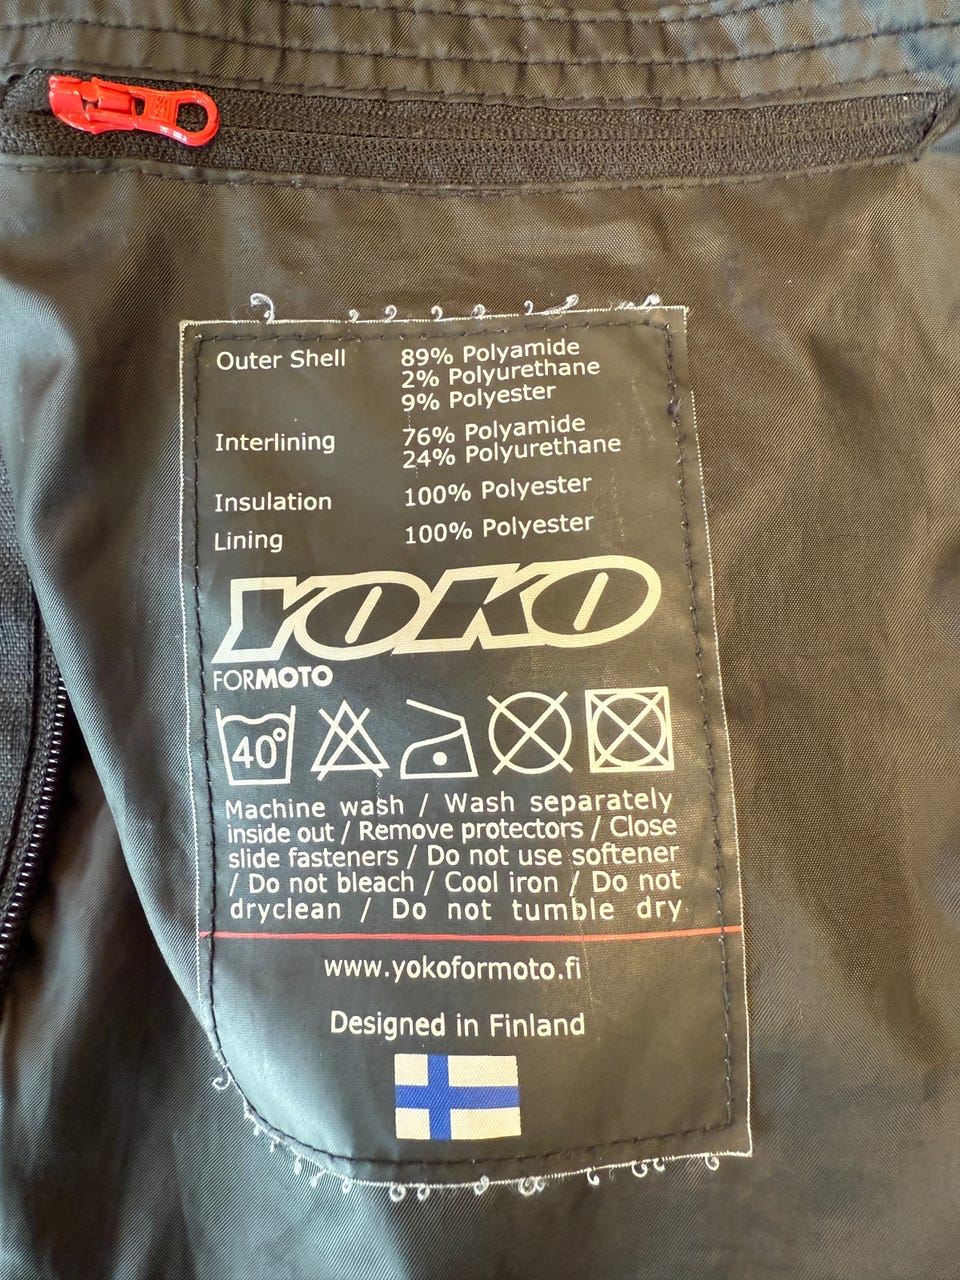 Outer Shell 89% Polyamide
2% Polyurethane
9% Polyester
Interlining 76% Polyamide
24% Polyurethane
Insulation 100% Polyester
Lining 100% Polyester
YOKO
FORMOTO
40°
Machine wash / Wash separately
inside out / Remove protectors / Close
slide fasteners / Do not use softener
/ Do not bleach / Cool iron / Do not
dryclean / Do not tumble dry
www.yokoformoto.fi
Designed in Finland